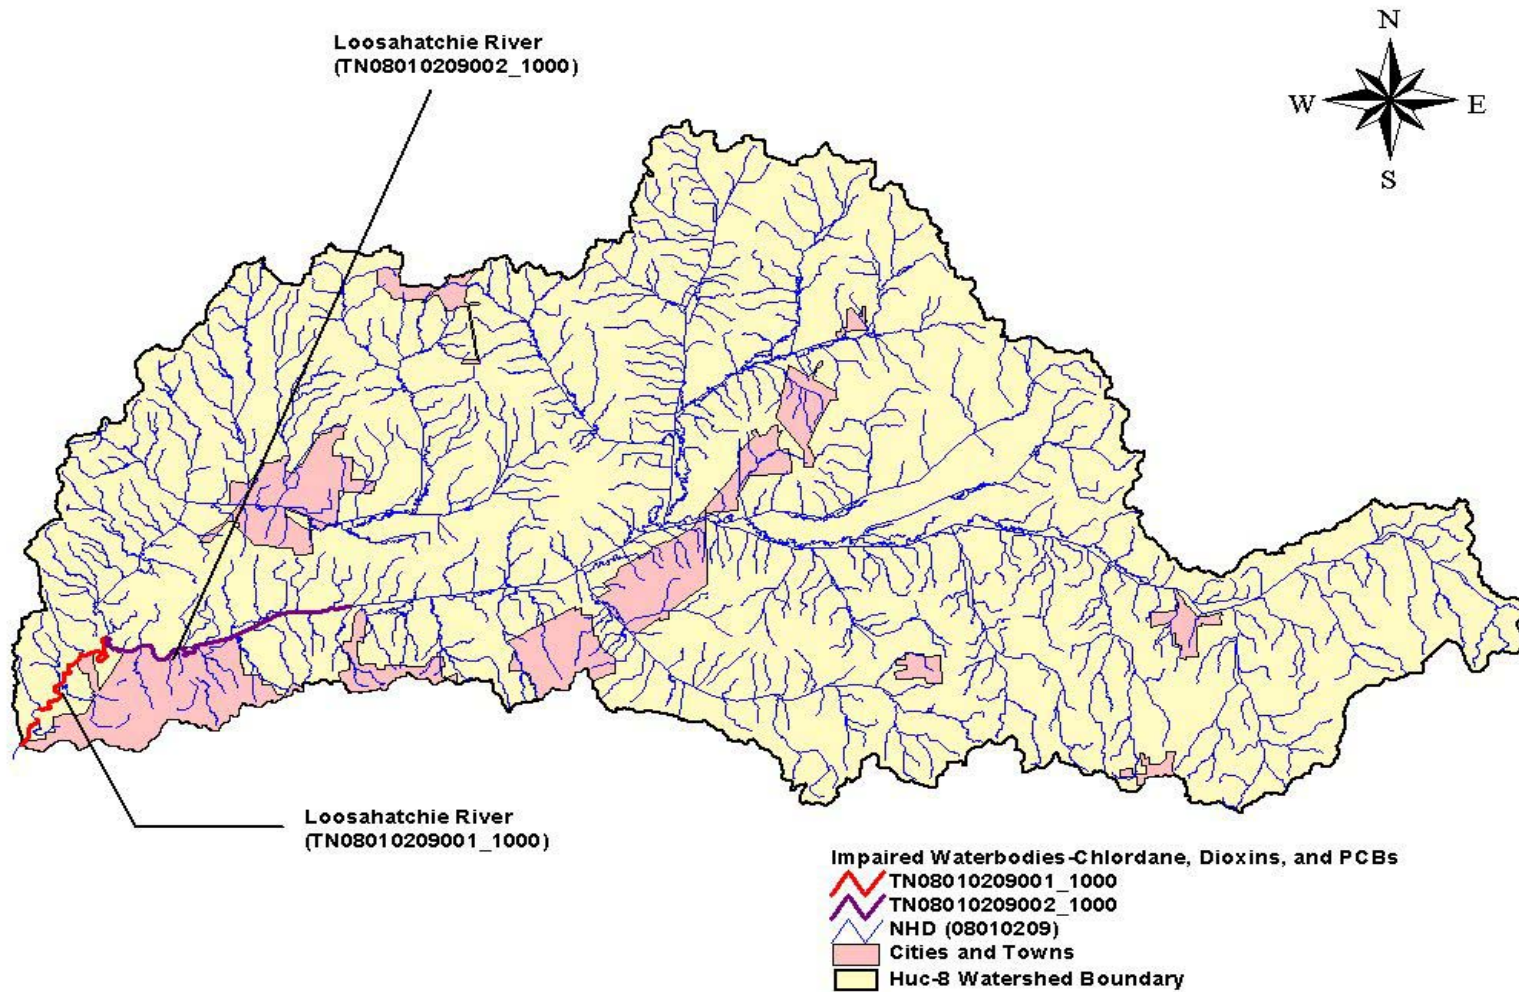 Loosahatchie River
(TN08010209002_1000)
N
W
E
S
Loosahatchie River
(TN08010209001_1000)
Impaired Waterbodies-Chlordane, Dioxins, and PCBs
TN08010209001_1000
TN08010209002_1000
NHD (08010209)
Cities and Towns
Huc-8 Watershed Boundary